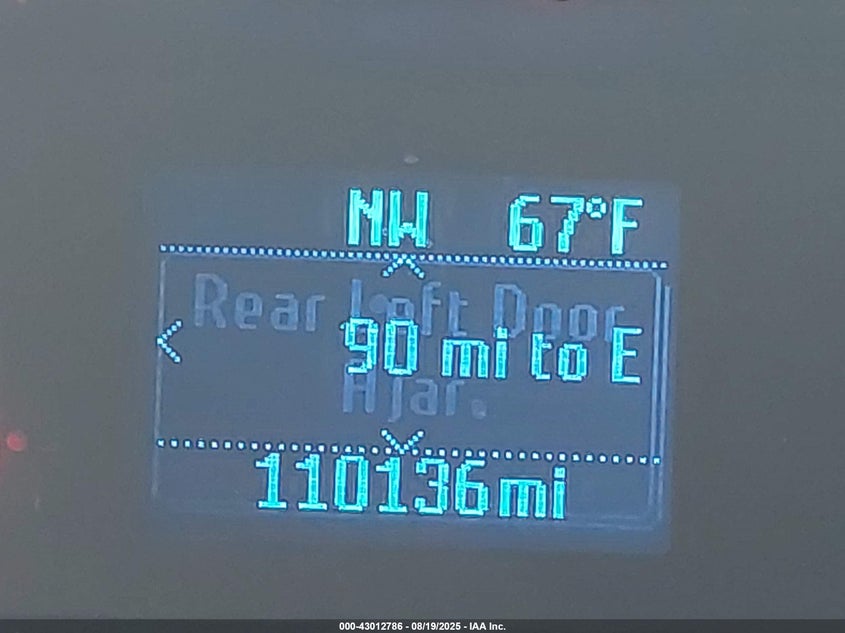 NW 67°F
Rear Left Door
90 mi to E
Ajar.
110136mi
000-43012786 - 08/19/2025 - IAA Inc.